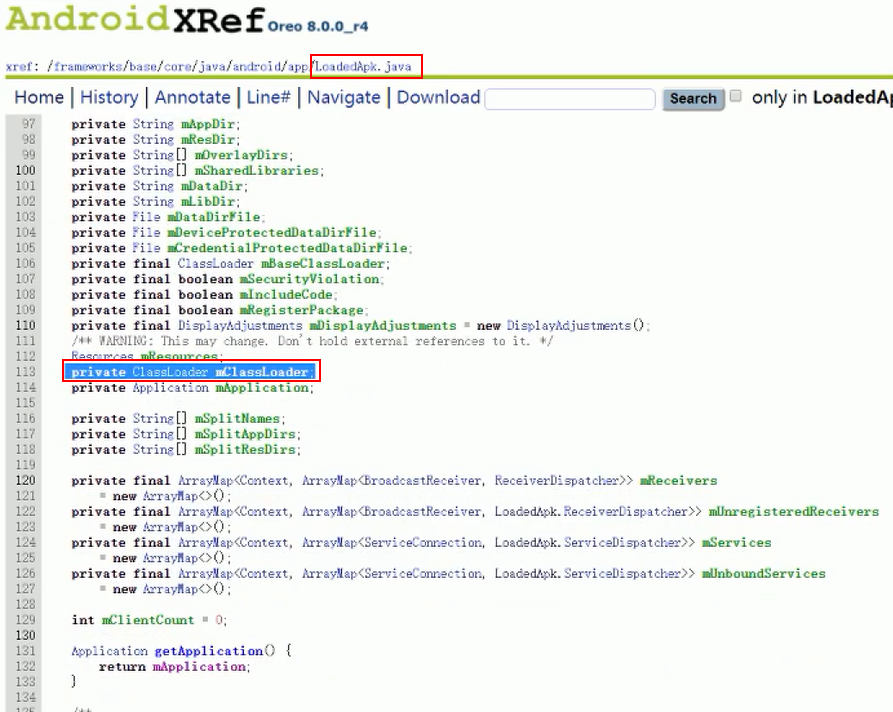 AndroidXRef Oreo 8.0.0_r4
xref: /frameworks/base/core/java/android/app/LoadedApk.java
Home | History | Annotate | Line# | Navigate | Download Search only in LoadedAp
97 private String mAppDir;
98 private String mResDir;
99 private String[] mOverlayDirs;
100 private String[] mSharedLibraries;
101 private String mDataDir;
102 private String mLibDir;
103 private File mDataDirFile;
104 private File mDeviceProtectedDataDirFile;
105 private File mCredentialProtectedDataDirFile;
106 private final ClassLoader mBaseClassLoader;
107 private final boolean mSecurityViolation;
108 private final boolean mIncludeCode;
109 private final boolean mRegisterPackage;
110 private final DisplayAdjustments mDisplayAdjustments = new DisplayAdjustments();
111 /** WARNING: This may change. Don't hold external references to it. */
112 Resources mResources;
113 private ClassLoader mClassLoader;
114 private Application mApplication;
115
116 private String[] mSplitNames;
117 private String[] mSplitAppDirs;
118 private String[] mSplitResDirs;
119
120 private final ArrayMap<Context, ArrayMap<BroadcastReceiver, ReceiverDispatcher>> mReceivers
121 = new ArrayMap<>();
122 private final ArrayMap<Context, ArrayMap<BroadcastReceiver, LoadedApk.ReceiverDispatcher>> mUnregisteredReceivers
123 = new ArrayMap<>();
124 private final ArrayMap<Context, ArrayMap<ServiceConnection, LoadedApk.ServiceDispatcher>> mServices
125 = new ArrayMap<>();
126 private final ArrayMap<Context, ArrayMap<ServiceConnection, LoadedApk.ServiceDispatcher>> mUnboundServices
127 = new ArrayMap<>();
128
129 int mClientCount = 0;
130
131 Application getApplication() {
132 return mApplication;
133 }
134
135 /**